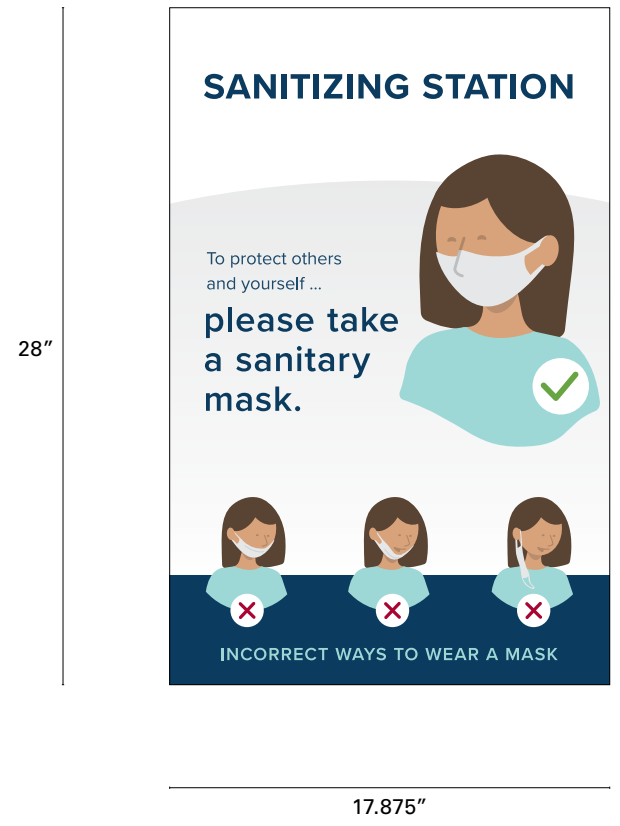 SANITIZING STATION
To protect others
and yourself ...
please take
a sanitary
mask.
28”
INCORRECT WAYS TO WEAR A MASK
17.875”